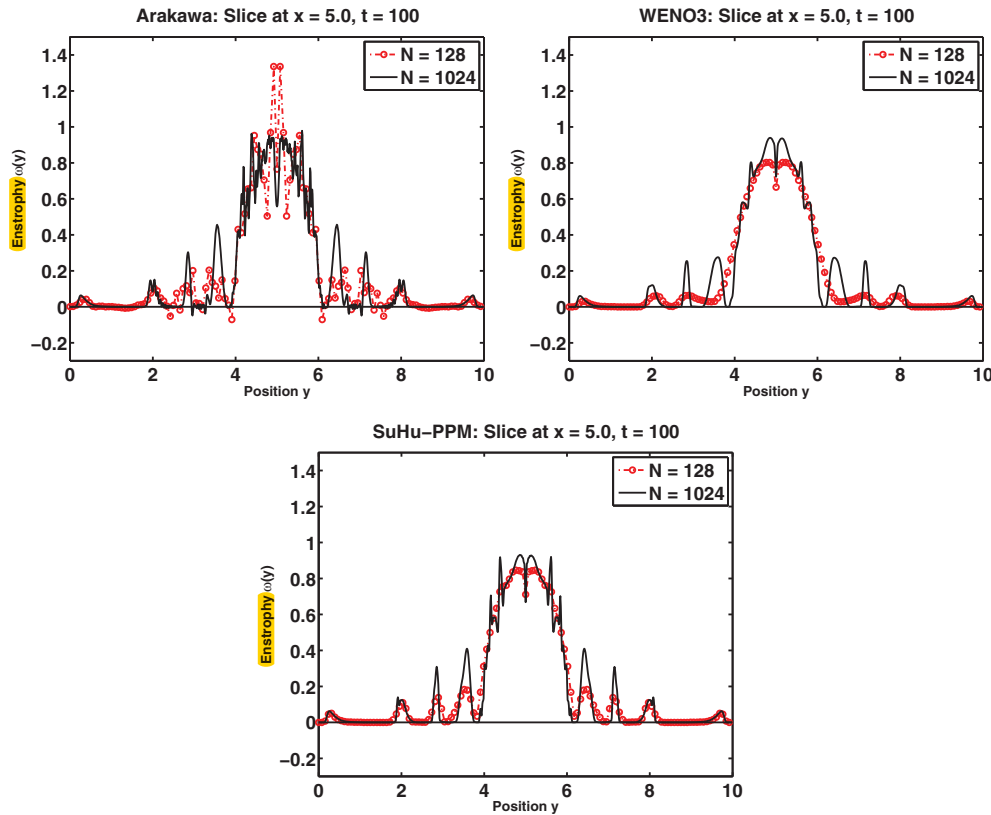 Arakawa: Slice at x = 5.0, t = 100
N = 128
N = 1024
1.4
1.2
1
0.8
0.6
0.4
0.2
0
−0.2
Enstrophy ω(y)
0 2 4 6 8 10
Position y
WENO3: Slice at x = 5.0, t = 100
N = 128
N = 1024
1.4
1.2
1
0.8
0.6
0.4
0.2
0
−0.2
Enstrophy ω(y)
0 2 4 6 8 10
Position y
SuHu−PPM: Slice at x = 5.0, t = 100
N = 128
N = 1024
1.4
1.2
1
0.8
0.6
0.4
0.2
0
−0.2
Enstrophy ω(y)
0 2 4 6 8 10
Position y